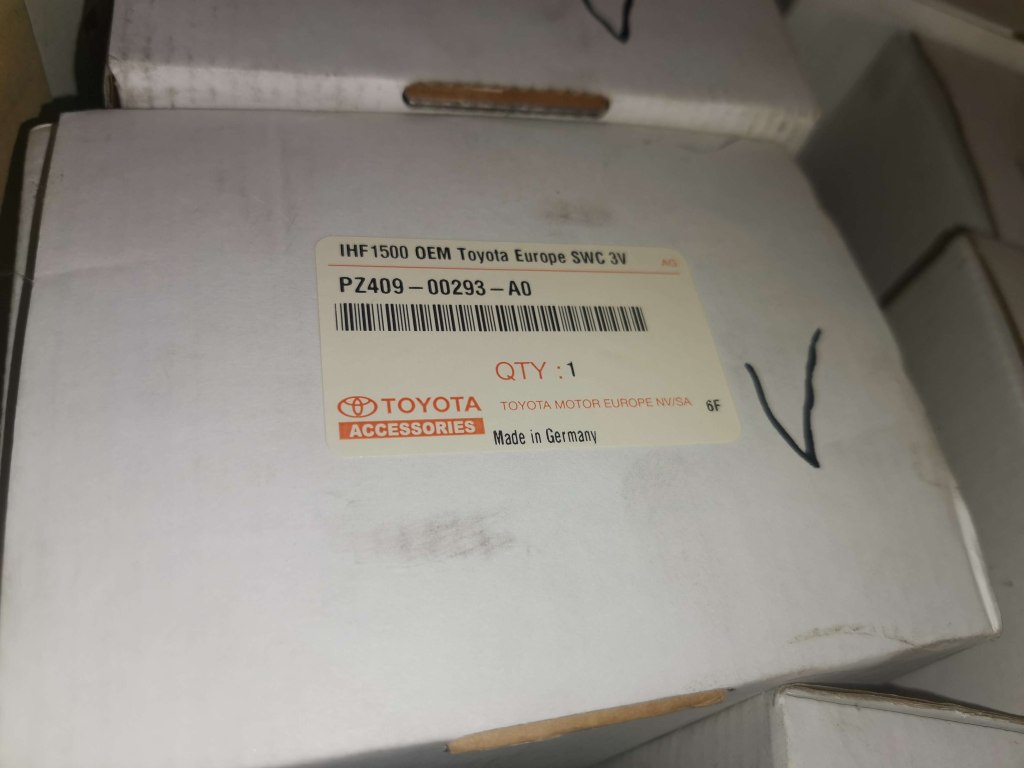 IHF1500 OEM Toyota Europe SWC 3V
AG
PZ409-00293-A0
QTY : 1
TOYOTA
ACCESSORIES
TOYOTA MOTOR EUROPE NV/SA 6F
Made in Germany